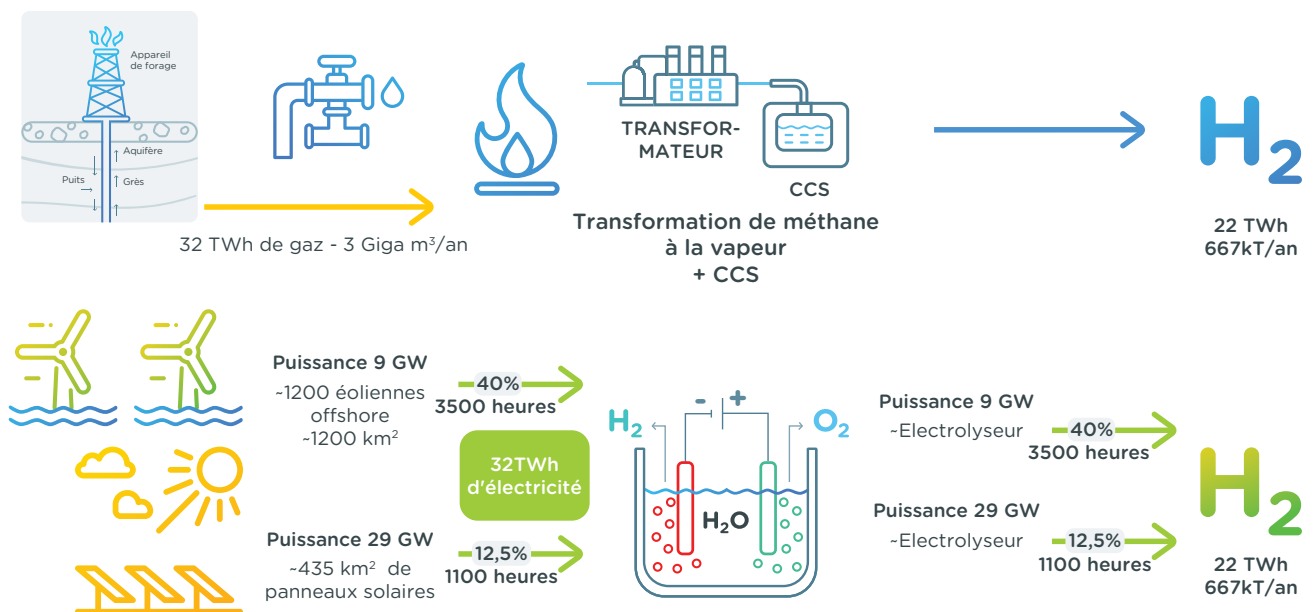 Appareil
de forage
Aquifère
Puits
Grès
32 TWh de gaz - 3 Giga m³/an
TRANSFOR-
MATEUR
CCS
Transformation de méthane
à la vapeur
+ CCS
H₂
22 TWh
667kT/an
Puissance 9 GW
~1200 éoliennes
offshore
~1200 km²
40%
3500 heures
32TWh
d'électricité
Puissance 29 GW
~435 km² de
panneaux solaires
12,5%
1100 heures
- +
H₂
O₂
H₂O
Puissance 9 GW
~Electrolyseur
40%
3500 heures
Puissance 29 GW
~Electrolyseur
12,5%
1100 heures
H₂
22 TWh
667kT/an